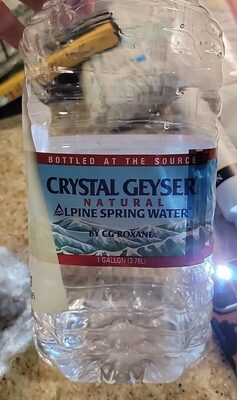 BOTTLED AT THE SOURCE
CRYSTAL GEYSER
NATURAL
ALPINE SPRING WATER
BY CG ROXANE
1 GALLON (3.78L)